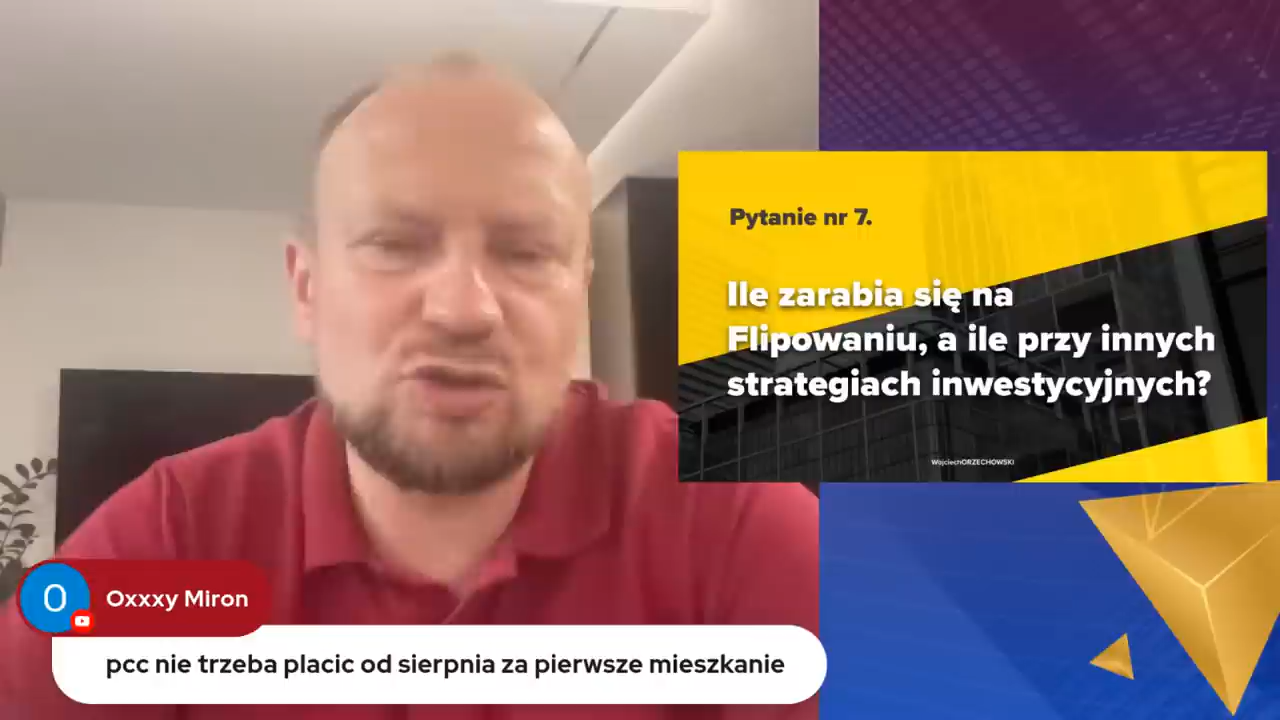 Pytanie nr 7.
Ile zarabia się na
Flipowaniu, a ile przy innych
strategiach inwestycyjnych?
WojciechORZECHOWSKI
O
Oxxxy Miron
pcc nie trzeba placic od sierpnia za pierwsze mieszkanie